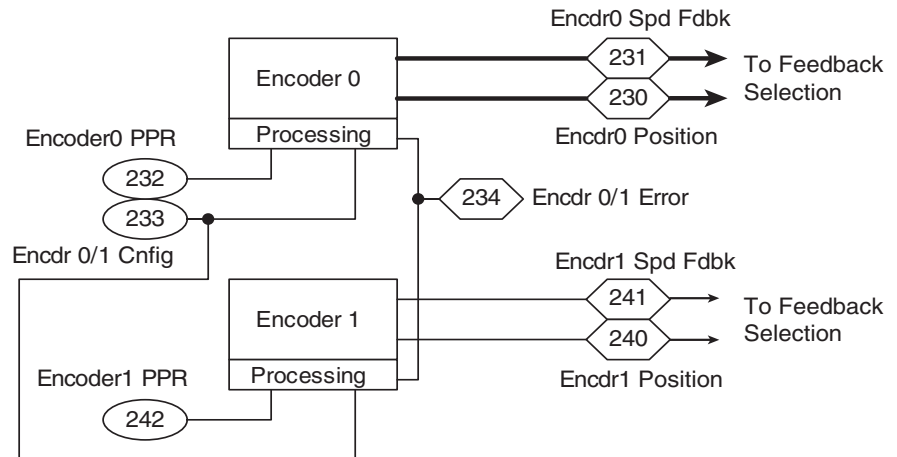 Encdr0 Spd Fdbk
231
To Feedback
Selection
Encoder 0
230
Encdr0 Position
Processing
Encoder0 PPR
232
233
Encdr 0/1 Cnfig
234
Encdr 0/1 Error
Encdr1 Spd Fdbk
241
To Feedback
Selection
Encoder 1
240
Encdr1 Position
Processing
Encoder1 PPR
242